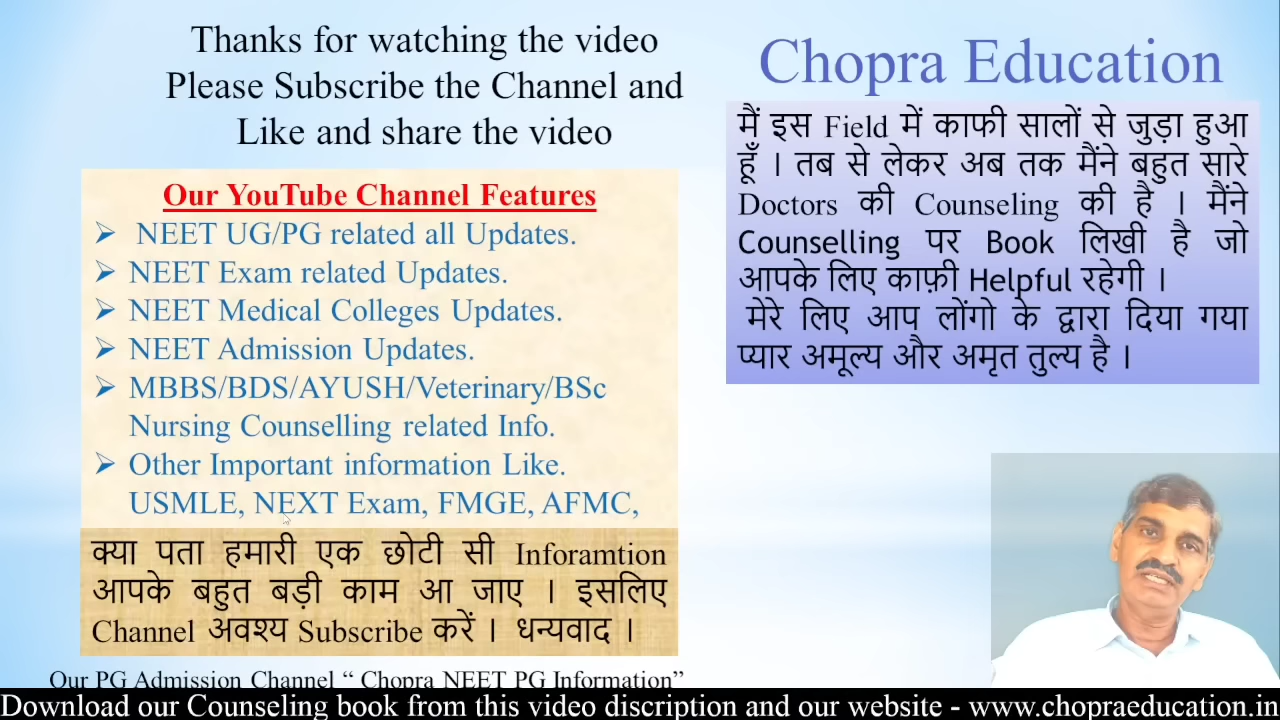 Thanks for watching the video
Please Subscribe the Channel and
Like and share the video
Our YouTube Channel Features
➢ NEET UG/PG related all Updates.
➢ NEET Exam related Updates.
➢ NEET Medical Colleges Updates.
➢ NEET Admission Updates.
➢ MBBS/BDS/AYUSH/Veterinary/BSc
Nursing Counselling related Info.
➢ Other Important information Like.
USMLE, NEXT Exam, FMGE, AFMC,
क्या पता हमारी एक छोटी सी Inforamtion
आपके बहुत बड़ी काम आ जाए । इसलिए
Channel अवश्य Subscribe करें । धन्यवाद ।
Our PG Admission Channel “ Chopra NEET PG Information”
Chopra Education
मैं इस Field में काफी सालों से जुड़ा हुआ
हूँ । तब से लेकर अब तक मैंने बहुत सारे
Doctors की Counseling की है । मैंने
Counselling पर Book लिखी है जो
आपके लिए काफ़ी Helpful रहेगी ।
मेरे लिए आप लोंगो के द्वारा दिया गया
प्यार अमूल्य और अमृत तुल्य है ।
Download our Counseling book from this video discription and our website - www.chopraeducation.in